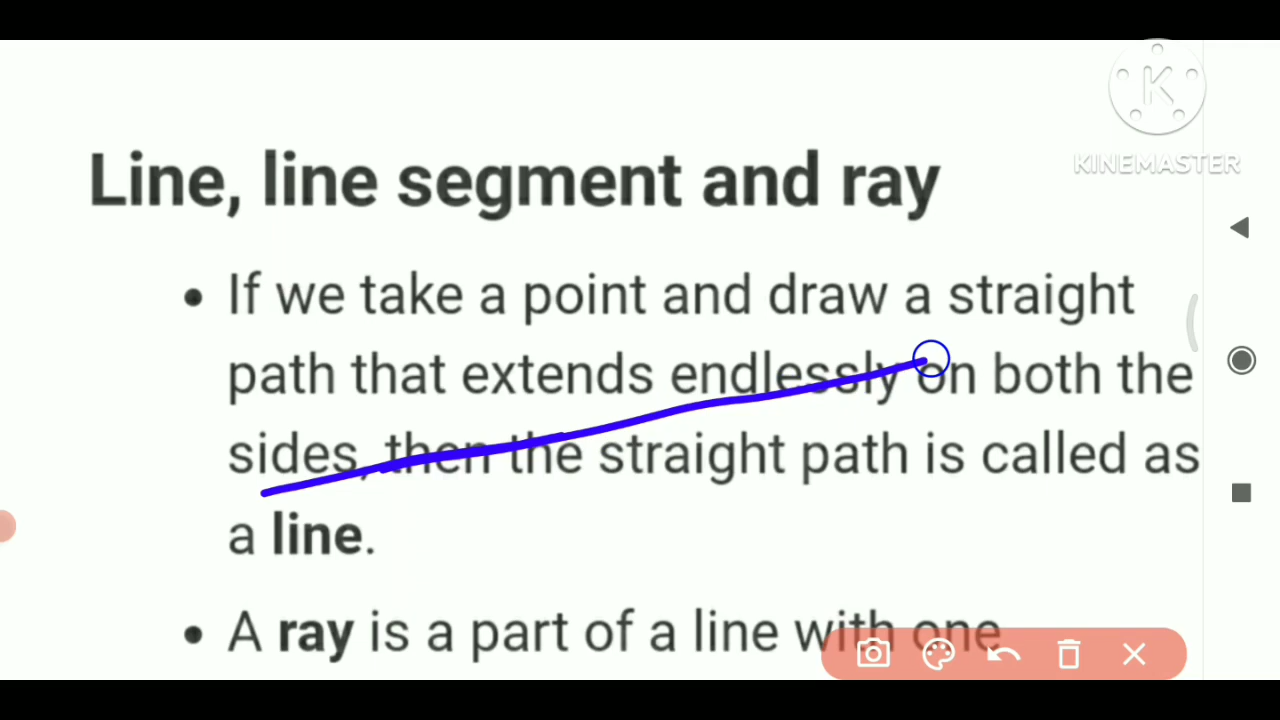 KINEMASTER
Line, line segment and ray
• If we take a point and draw a straight
path that extends endlessly on both the
sides, then the straight path is called as
a line.
• A ray is a part of a line with one